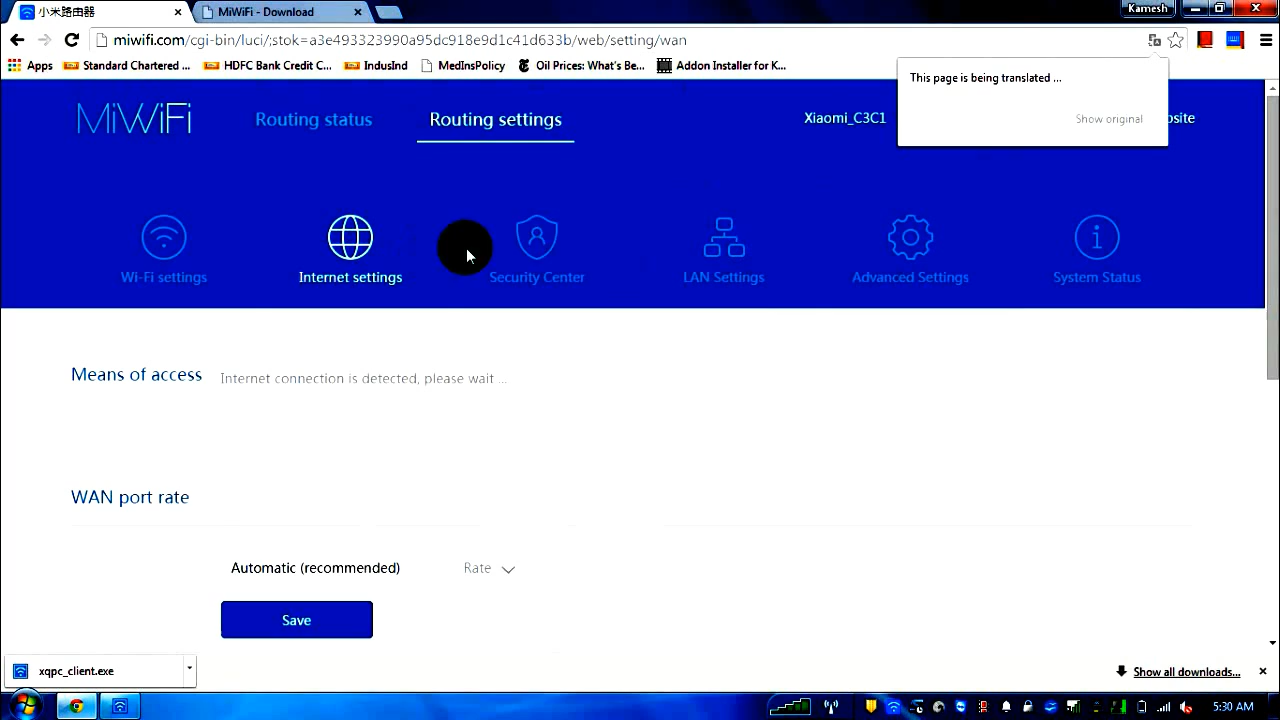 小米路由器
MiWiFi - Download
Kamesh
miwifi.com/cgi-bin/luci/;stok=a3e493323990a95dc918e9d1c41d633b/web/setting/wan
Apps
Standard Chartered ...
HDFC Bank Credit C...
IndusInd
MedInsPolicy
Oil Prices: What's Be...
Addon Installer for K...
This page is being translated ...
Show original
MiWiFi
Routing status
Routing settings
Xiaomi_C3C1
osite
Wi-Fi settings
Internet settings
Security Center
LAN Settings
Advanced Settings
System Status
Means of access
Internet connection is detected, please wait ...
WAN port rate
Automatic (recommended)
Rate
Save
xqpc_client.exe
Show all downloads...
5:30 AM